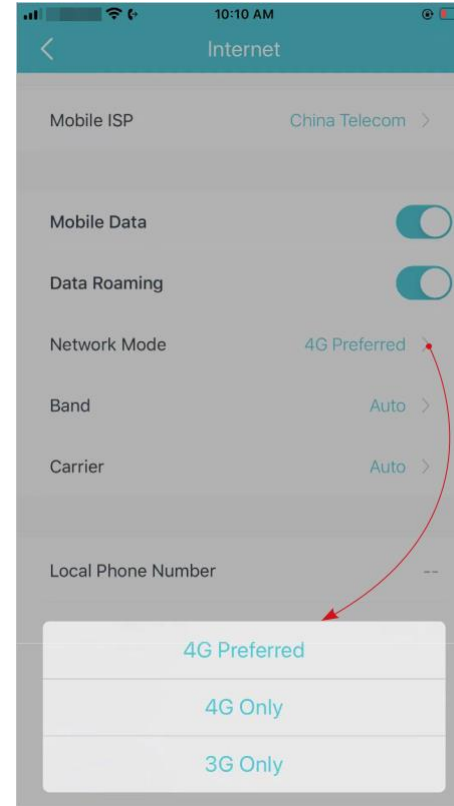 10:10 AM
Internet
Mobile ISP China Telecom
Mobile Data
Data Roaming
Network Mode 4G Preferred
Band Auto
Carrier Auto
Local Phone Number --
4G Preferred
4G Only
3G Only